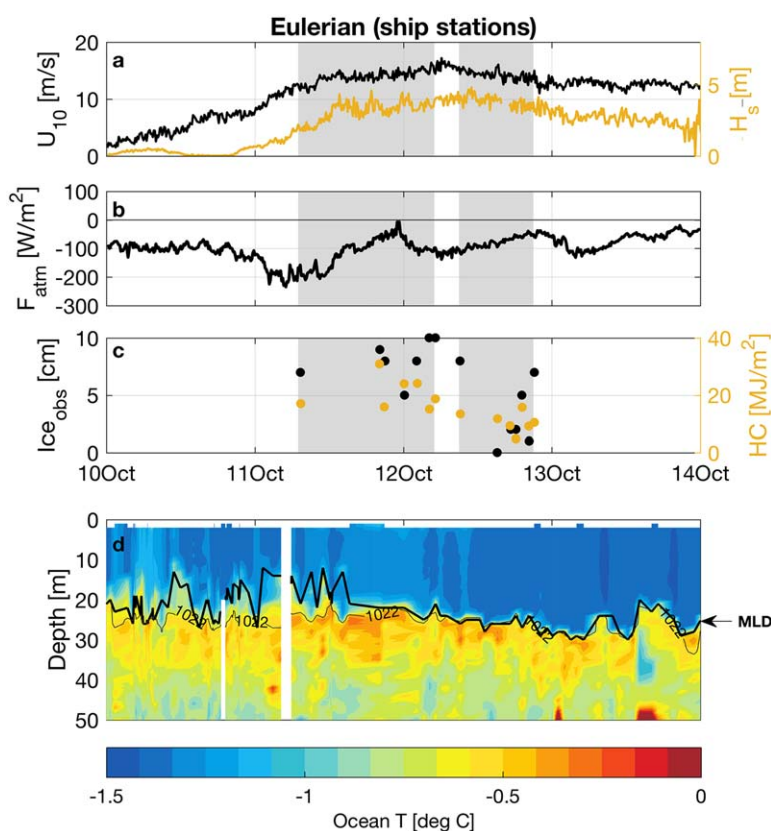 Eulerian (ship stations)
a
U10 [m/s]
20
10
0
5
0
Hs [m]
b
Fatm [W/m²]
100
0
-100
-200
-300
c
Iceobs [cm]
10
5
0
40
20
0
HC [MJ/m²]
10Oct 11Oct 12Oct 13Oct 14Oct
d
Depth [m]
0
10
20
30
40
50
1022 1022 1022 1022 1022
MLD
-1.5 -1 -0.5 0
Ocean T [deg C]